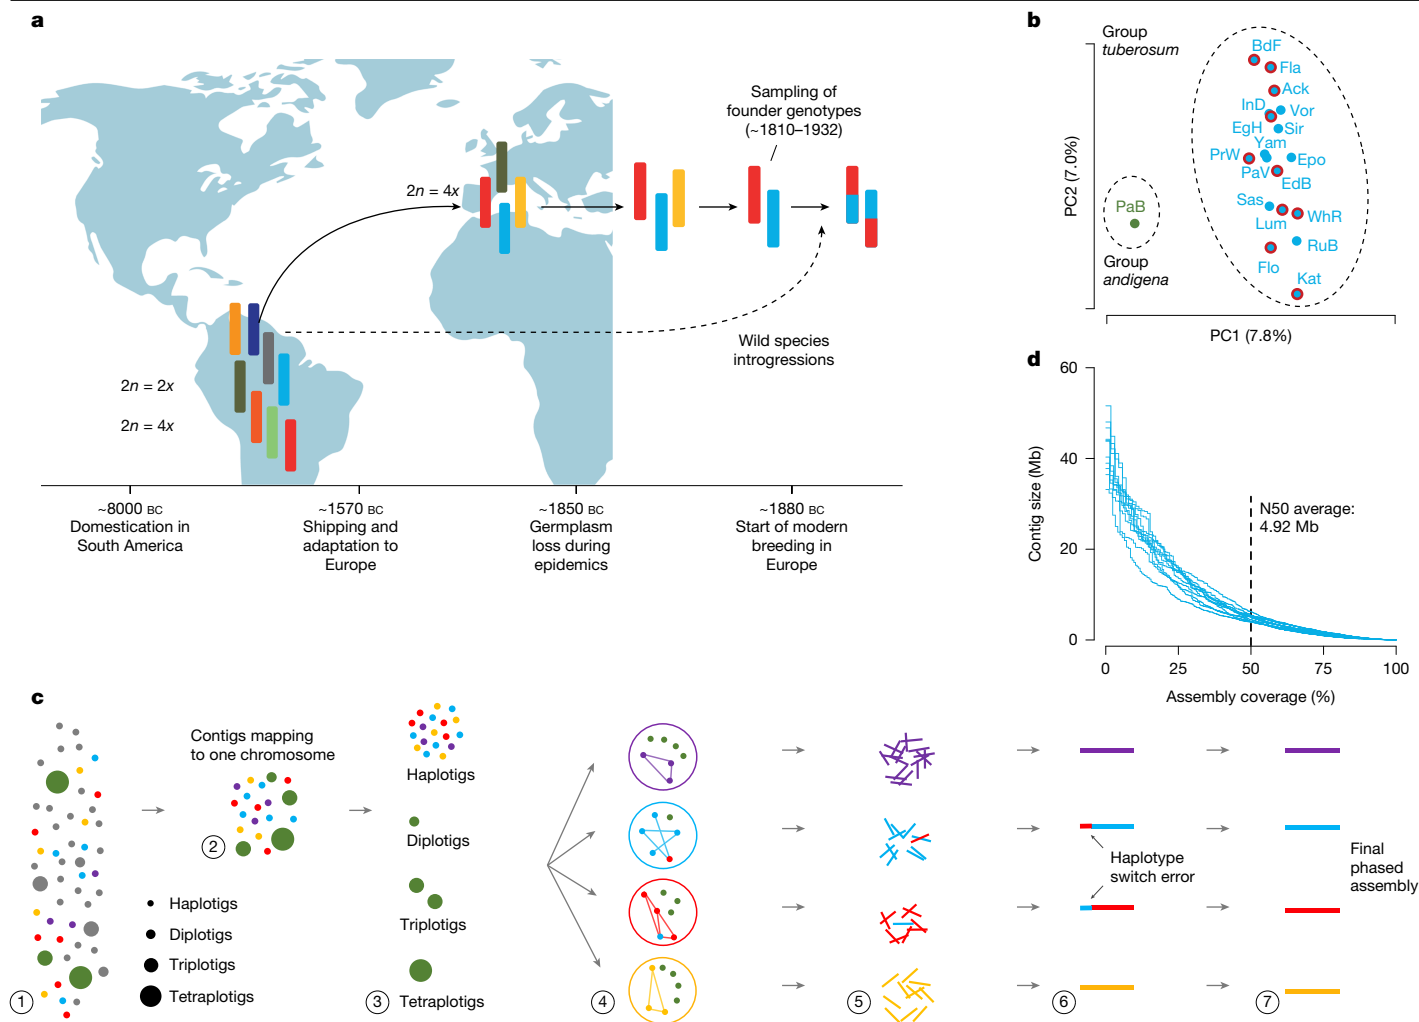 a
Sampling of
founder genotypes
(~1810–1932)
2n = 4x
Wild species
introgressions
2n = 2x
2n = 4x
~8000 BC
Domestication in
South America
~1570 BC
Shipping and
adaptation to
Europe
~1850 BC
Germplasm
loss during
epidemics
~1880 BC
Start of modern
breeding in
Europe
b
Group
tuberosum
BdF
Fla
Ack
InD
Vor
EgH
Sir
Yam
PrW
Epo
PaV
EdB
Sas
WhR
Lum
RuB
Flo
Kat
PaB
Group
andigena
PC2 (7.0%)
PC1 (7.8%)
d
60
40
20
0
Contig size (Mb)
N50 average:
4.92 Mb
0
25
50
75
100
Assembly coverage (%)
c
Contigs mapping
to one chromosome
Haplotigs
Diplotigs
Triplotigs
Tetraplotigs
Haplotigs
Diplotigs
Triplotigs
Tetraplotigs
Haplotype
switch error
Final
phased
assembly
1
2
3
4
5
6
7